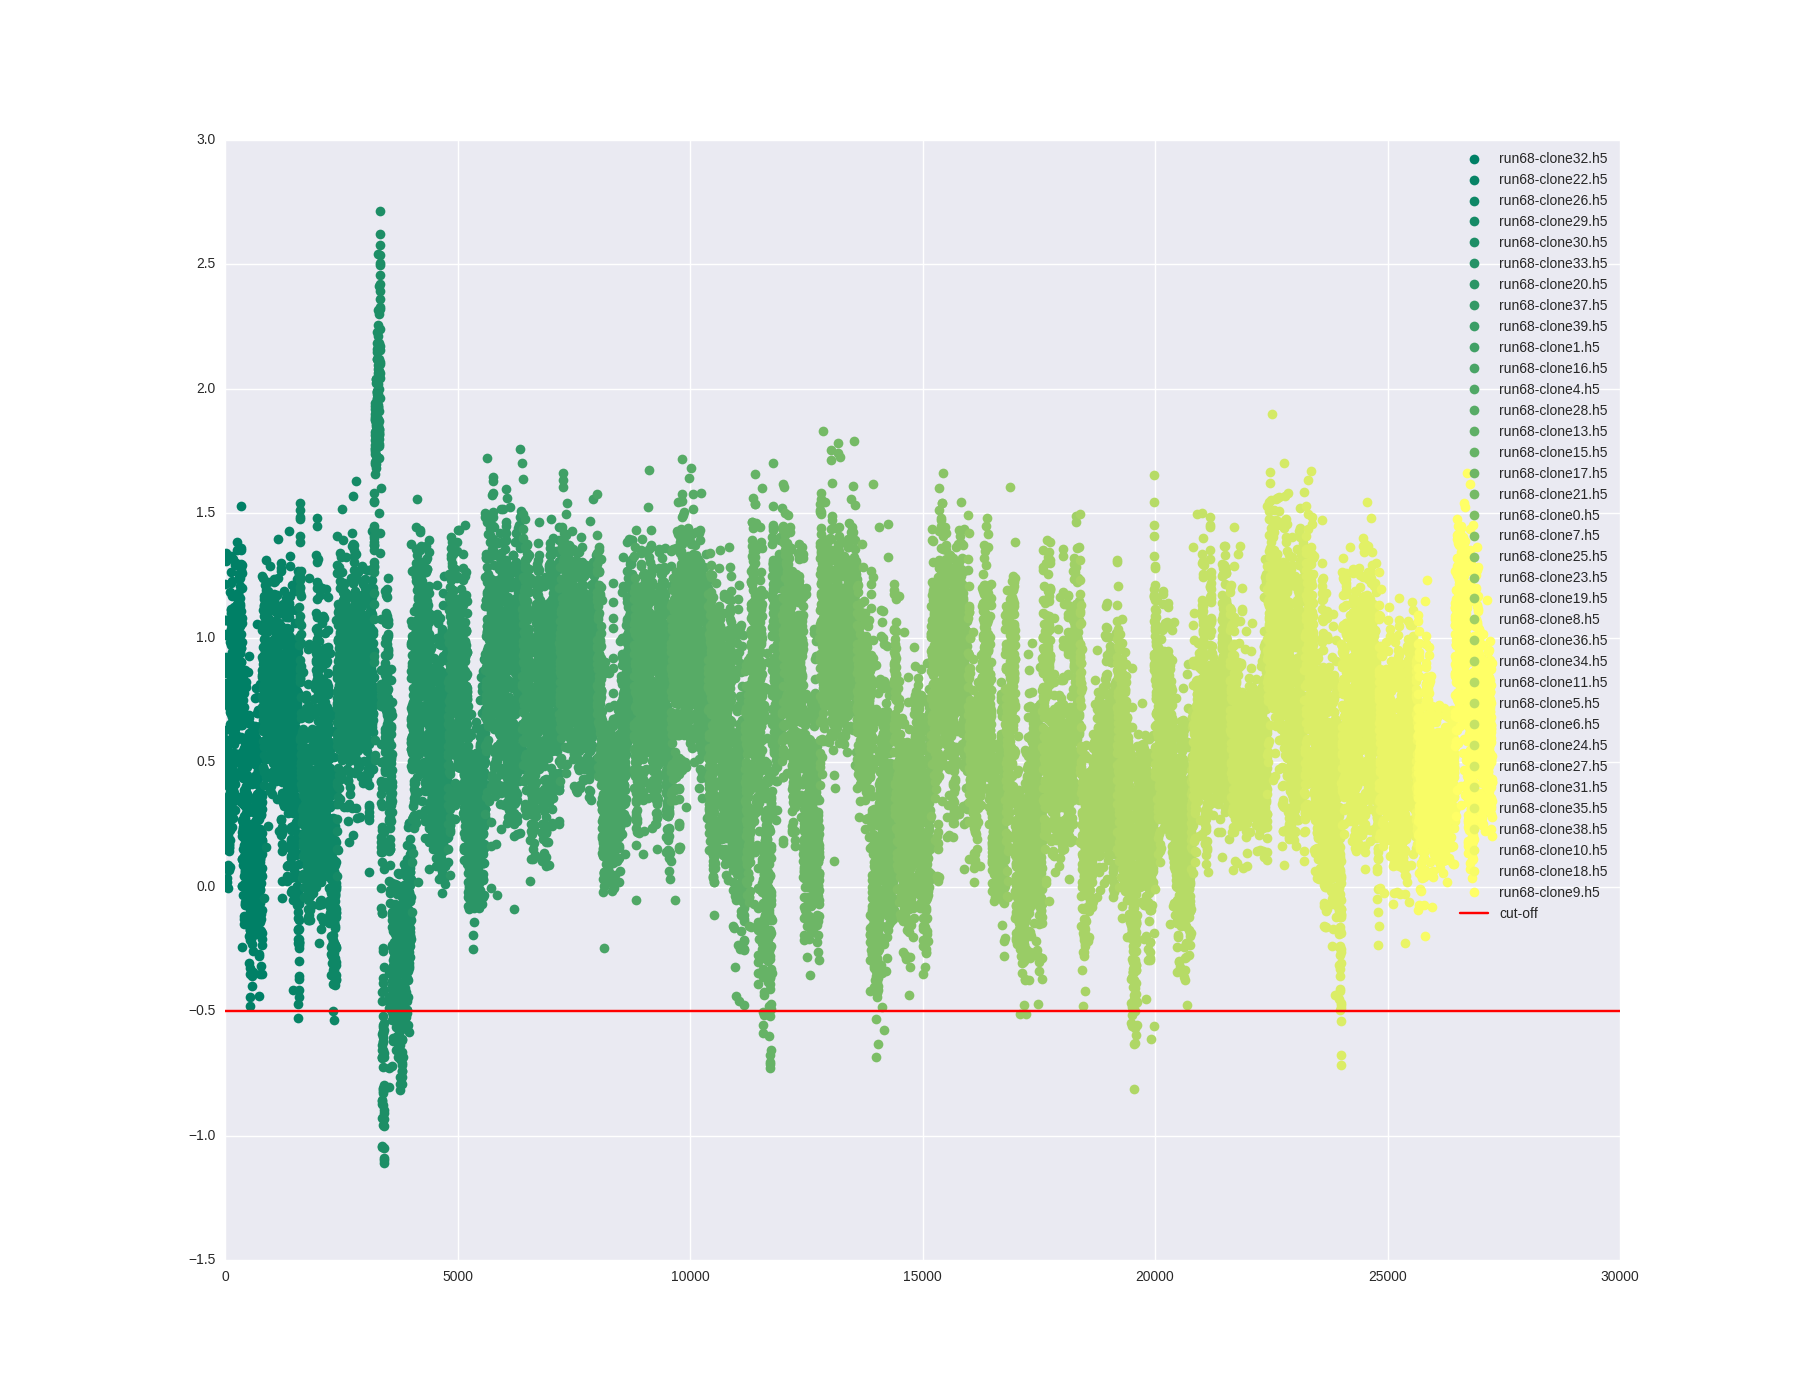 3.0
2.5
2.0
1.5
1.0
0.5
0.0
−0.5
−1.0
−1.5
0
5000
10000
15000
20000
25000
30000
run68-clone32.h5
run68-clone22.h5
run68-clone26.h5
run68-clone29.h5
run68-clone30.h5
run68-clone33.h5
run68-clone20.h5
run68-clone37.h5
run68-clone39.h5
run68-clone1.h5
run68-clone16.h5
run68-clone4.h5
run68-clone28.h5
run68-clone13.h5
run68-clone15.h5
run68-clone17.h5
run68-clone21.h5
run68-clone0.h5
run68-clone7.h5
run68-clone25.h5
run68-clone23.h5
run68-clone19.h5
run68-clone8.h5
run68-clone36.h5
run68-clone34.h5
run68-clone11.h5
run68-clone5.h5
run68-clone6.h5
run68-clone24.h5
run68-clone27.h5
run68-clone31.h5
run68-clone35.h5
run68-clone38.h5
run68-clone10.h5
run68-clone18.h5
run68-clone9.h5
cut-off